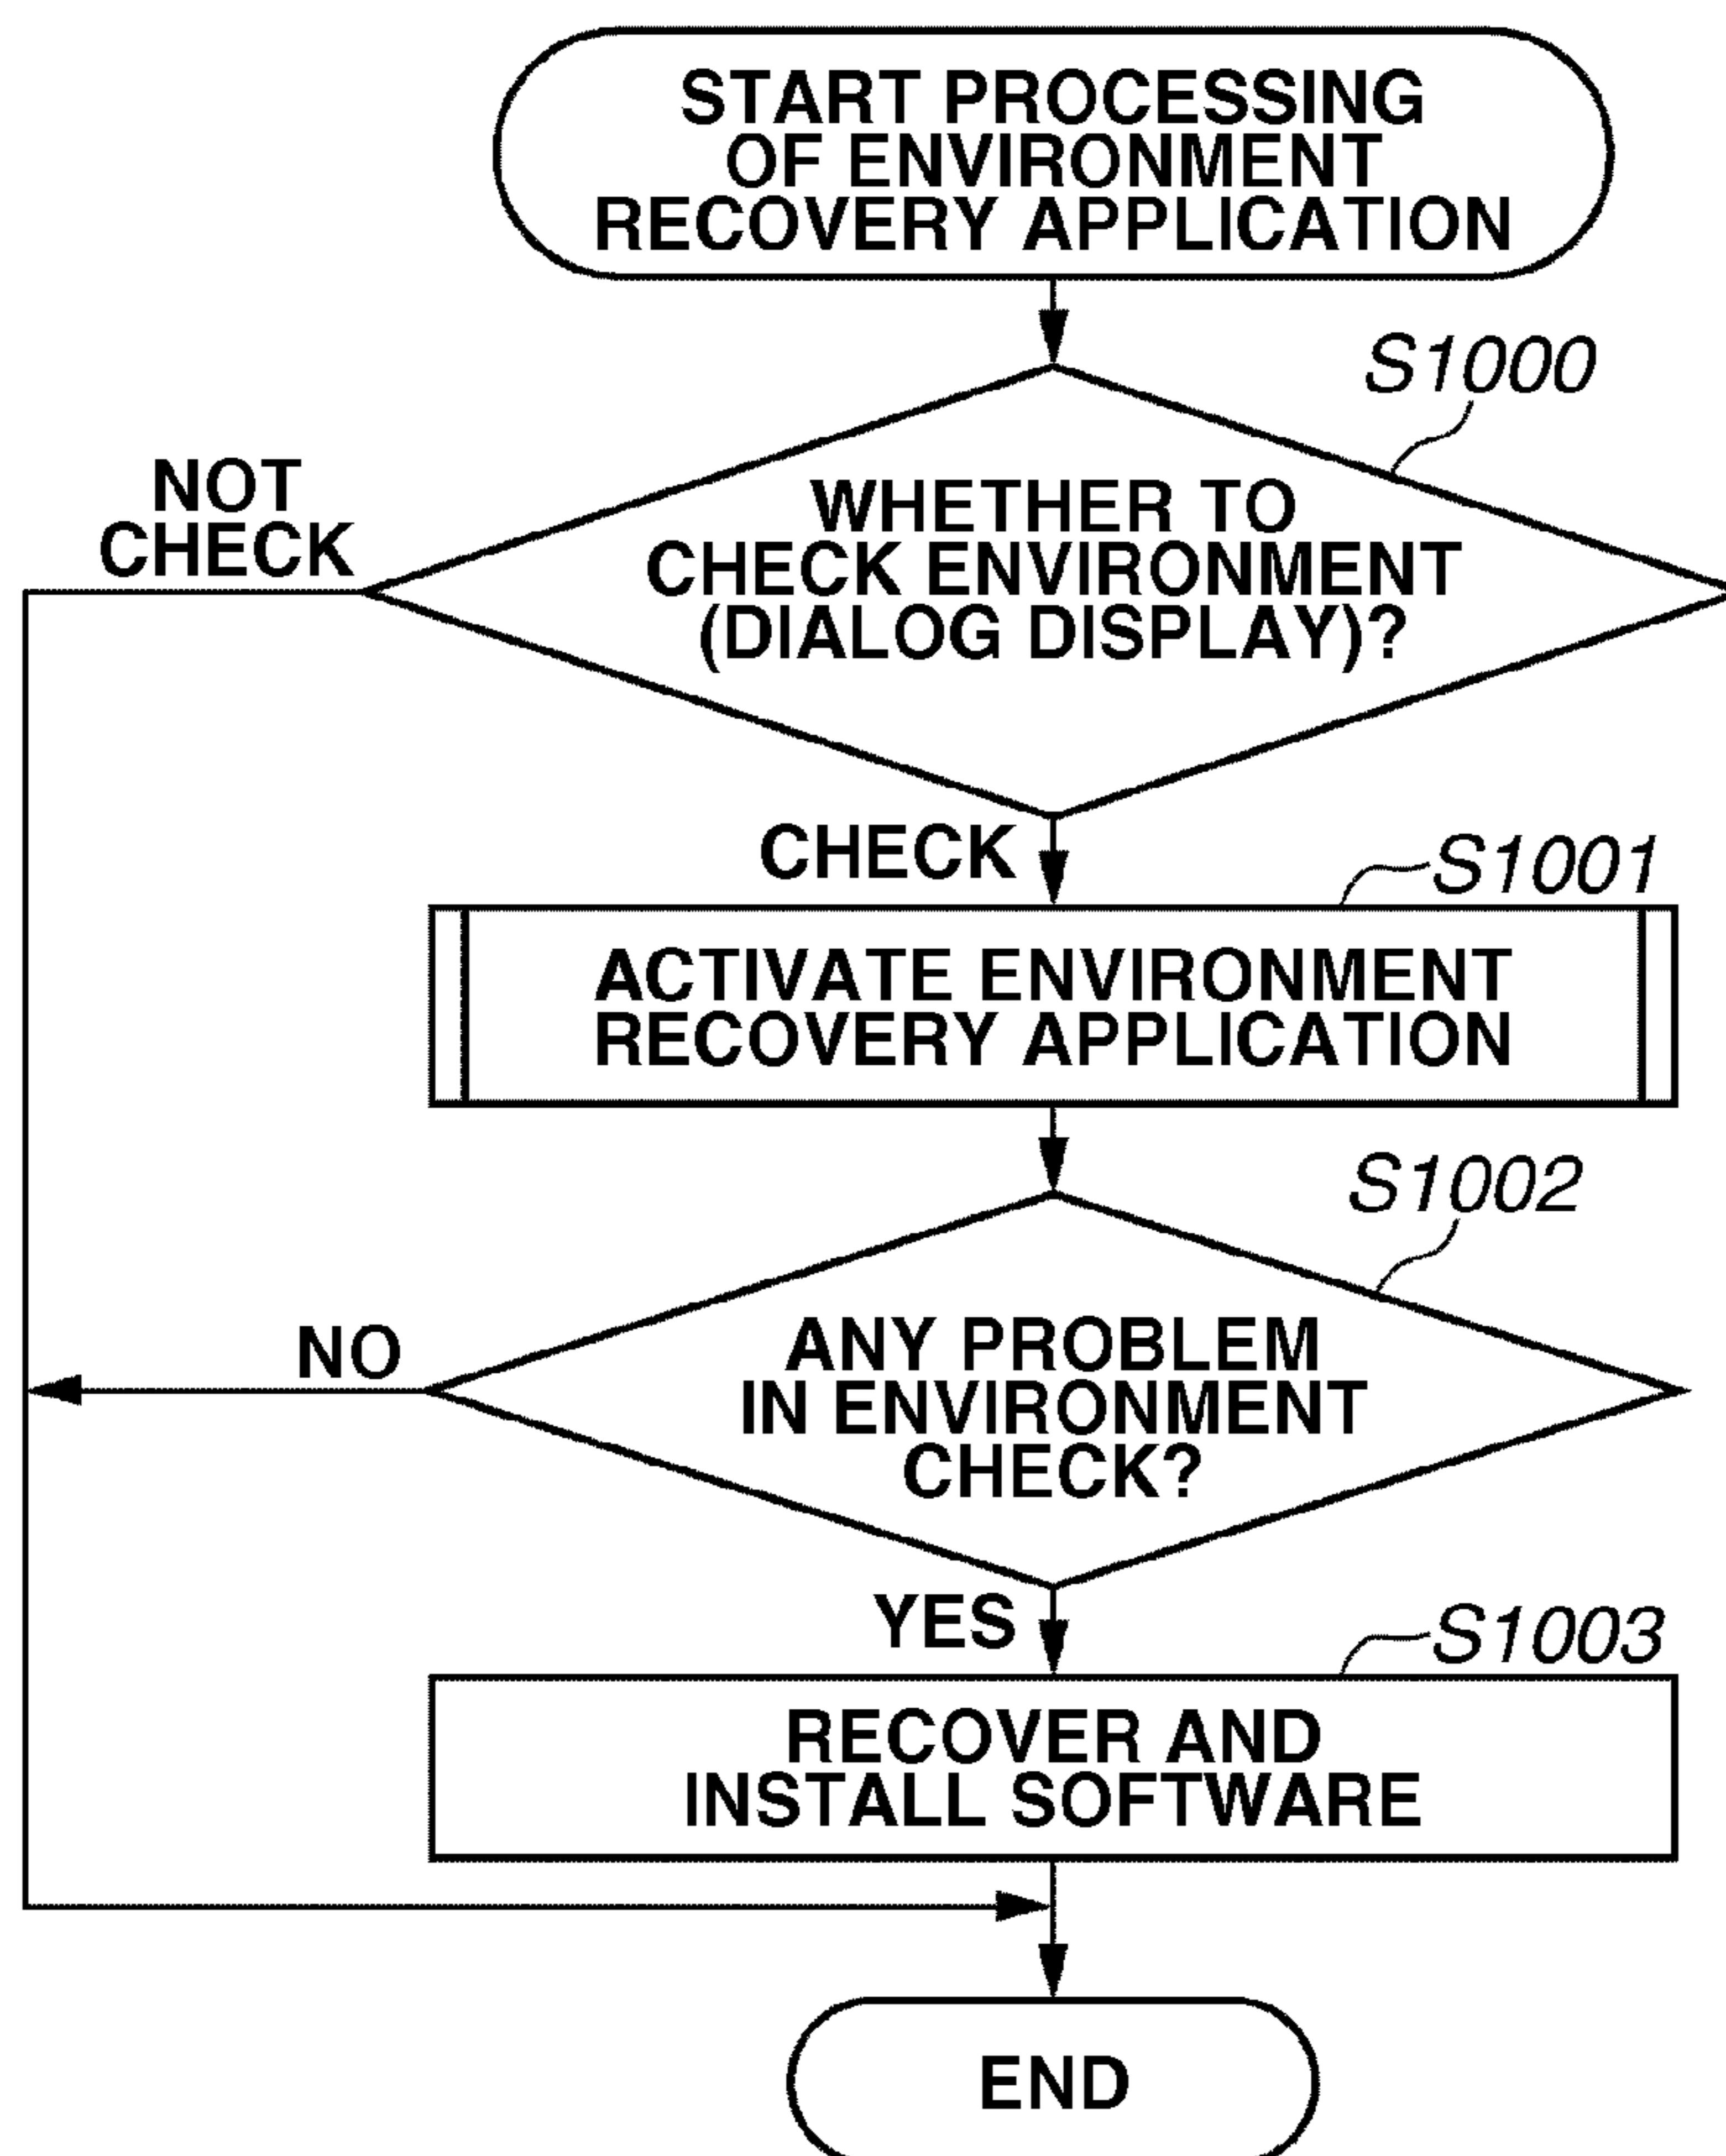 START PROCESSING
OF ENVIRONMENT
RECOVERY APPLICATION
S1000
NOT
CHECK
WHETHER TO
CHECK ENVIRONMENT
(DIALOG DISPLAY)?
CHECK
S1001
ACTIVATE ENVIRONMENT
RECOVERY APPLICATION
S1002
NO
ANY PROBLEM
IN ENVIRONMENT
CHECK?
YES
S1003
RECOVER AND
INSTALL SOFTWARE
END